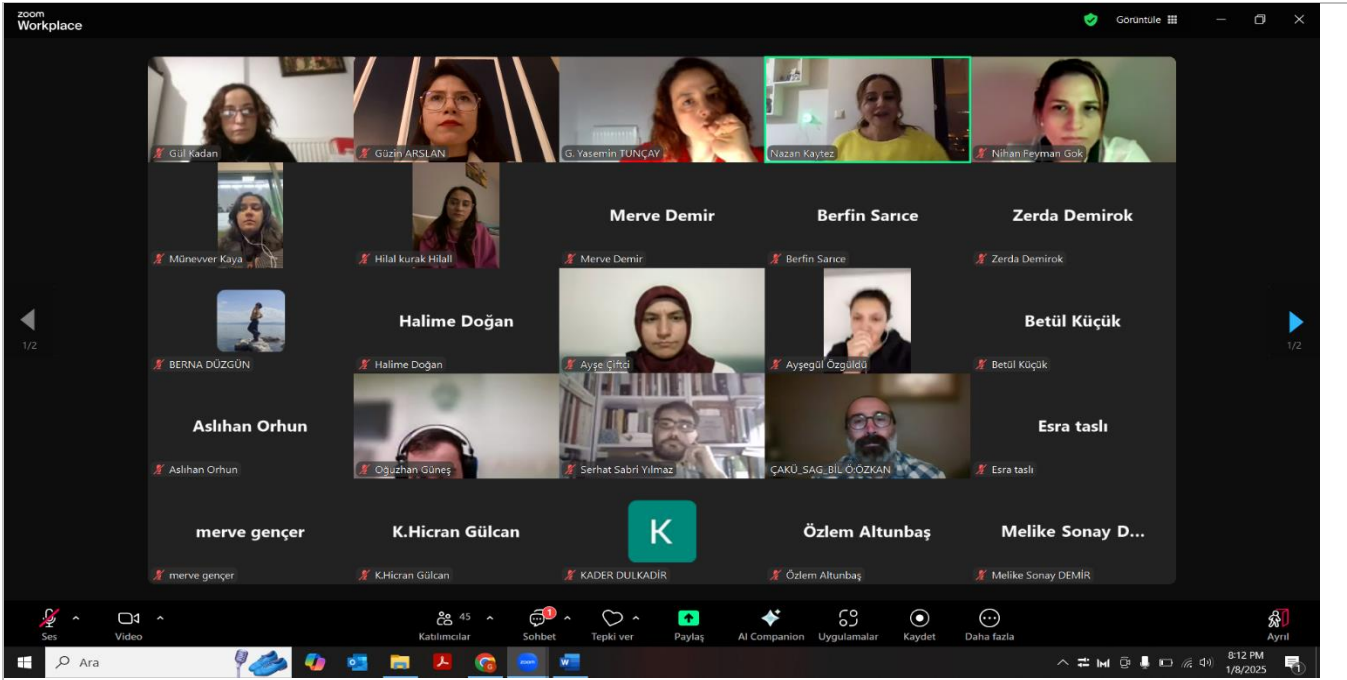 zoom
Workplace
Görüntüle
Gül Kadan
Güzin ARSLAN
G. Yasemin TUNÇAY
Nazan Kaytez
Nihan Feyman Gok
Münevver Kaya
Hilal kurak Hilall
Merve Demir
Merve Demir
Berfin Sarıce
Berfin Sarıce
Zerda Demirok
Zerda Demirok
1/2
1/2
BERNA DÜZGÜN
Halime Doğan
Halime Doğan
Ayşe Çiftci
Ayşegül Özgüldü
Betül Küçük
Betül Küçük
Aslıhan Orhun
Aslıhan Orhun
Oğuzhan Güneş
Serhat Sabri Yılmaz
ÇAKÜ_SAG_BİL Ö.ÖZKAN
Esra taslı
Esra taslı
merve gençer
merve gençer
K.Hicran Gülcan
K.Hicran Gülcan
K
KADER DULKADİR
Özlem Altunbaş
Özlem Altunbaş
Melike Sonay D...
Melike Sonay DEMİR
Ses
Video
45
Katılımcılar
1
Sohbet
Tepki ver
Paylaş
AI Companion
Uygulamalar
Kaydet
Daha fazla
Ayrıl
Ara
8:12 PM
1/8/2025